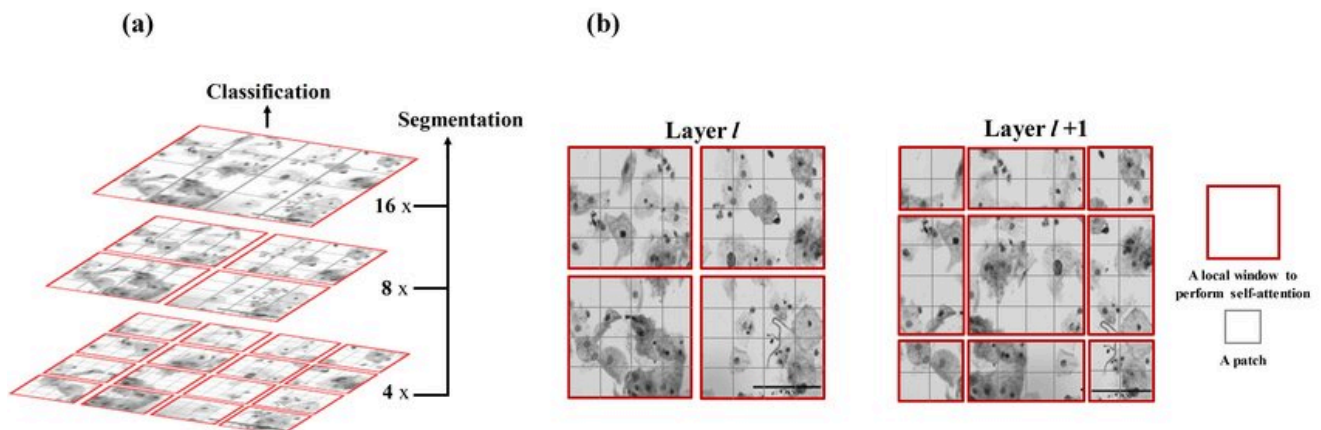 (a)
(b)
Classification
Segmentation
16 x
8 x
4 x
Layer l
Layer l +1
A local window to
perform self-attention
A patch